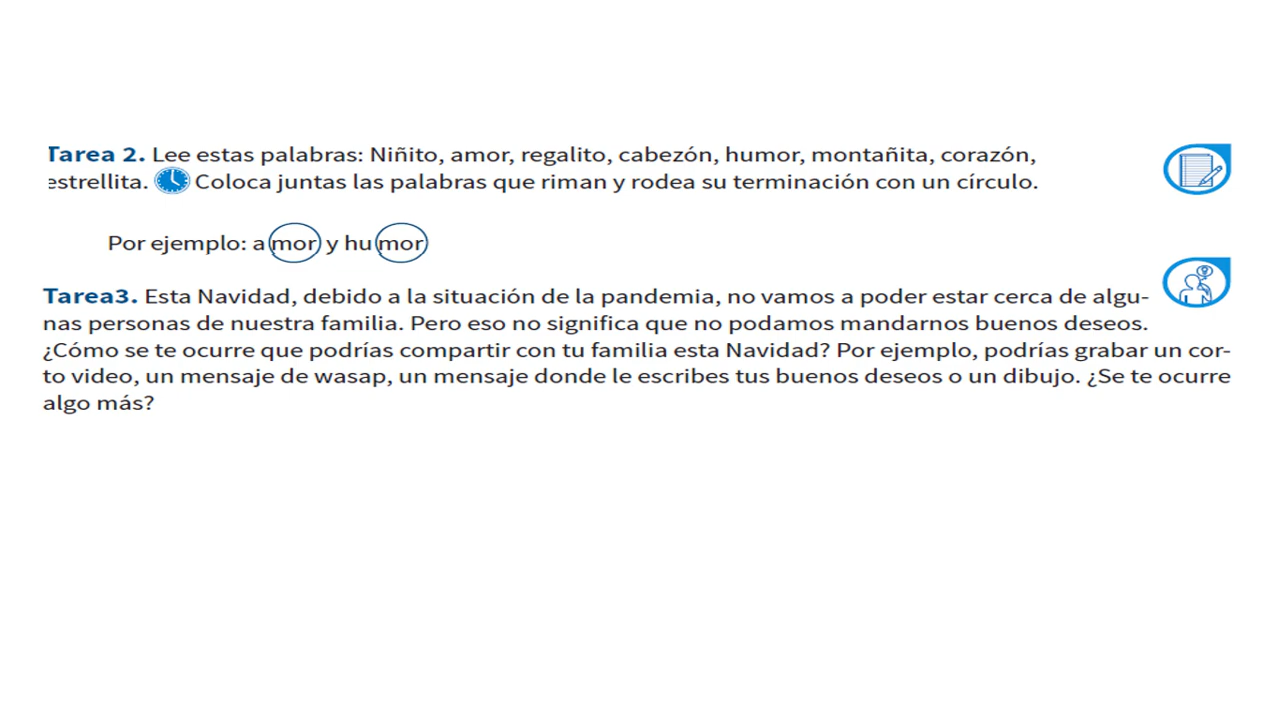 Tarea 2. Lee estas palabras: Niñito, amor, regalito, cabezón, humor, montañita, corazón,
estrellita. Coloca juntas las palabras que riman y rodea su terminación con un círculo.
Por ejemplo: amor y humor
Tarea3. Esta Navidad, debido a la situación de la pandemia, no vamos a poder estar cerca de algu-
nas personas de nuestra familia. Pero eso no significa que no podamos mandarnos buenos deseos.
¿Cómo se te ocurre que podrías compartir con tu familia esta Navidad? Por ejemplo, podrías grabar un cor-
to video, un mensaje de wasap, un mensaje donde le escribes tus buenos deseos o un dibujo. ¿Se te ocurre
algo más?